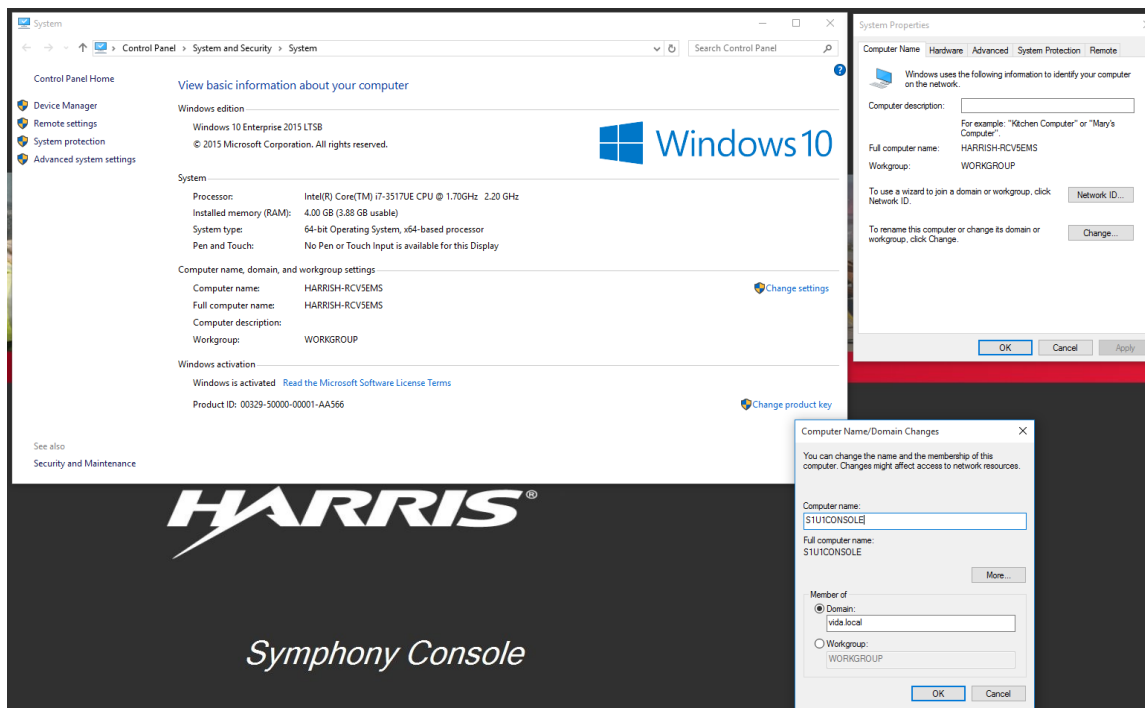 System
Control Panel > System and Security > System
Search Control Panel
Control Panel Home
Device Manager
Remote settings
System protection
Advanced system settings
See also
Security and Maintenance
View basic information about your computer
Windows edition
Windows 10 Enterprise 2015 LTSB
© 2015 Microsoft Corporation. All rights reserved.
Windows 10
System
Processor: Intel(R) Core(TM) i7-3517UE CPU @ 1.70GHz 2.20 GHz
Installed memory (RAM): 4.00 GB (3.88 GB usable)
System type: 64-bit Operating System, x64-based processor
Pen and Touch: No Pen or Touch Input is available for this Display
Computer name, domain, and workgroup settings
Computer name: HARRISH-RCV5EMS
Change settings
Full computer name: HARRISH-RCV5EMS
Computer description:
Workgroup: WORKGROUP
Windows activation
Windows is activated Read the Microsoft Software License Terms
Product ID: 00329-50000-00001-AA566
Change product key
System Properties
Computer Name Hardware Advanced System Protection Remote
Windows uses the following information to identify your computer
on the network.
Computer description:
For example: "Kitchen Computer" or "Mary's
Computer".
Full computer name: HARRISH-RCV5EMS
Workgroup: WORKGROUP
To use a wizard to join a domain or workgroup, click
Network ID.
Network ID...
To rename this computer or change its domain or
workgroup, click Change.
Change...
OK Cancel Apply
Computer Name/Domain Changes
You can change the name and the membership of this
computer. Changes might affect access to network resources.
Computer name:
S1U1CONSOLE
Full computer name:
S1U1CONSOLE
More...
Member of
Domain:
vida.local
Workgroup:
WORKGROUP
OK Cancel
HARRIS®
Symphony Console